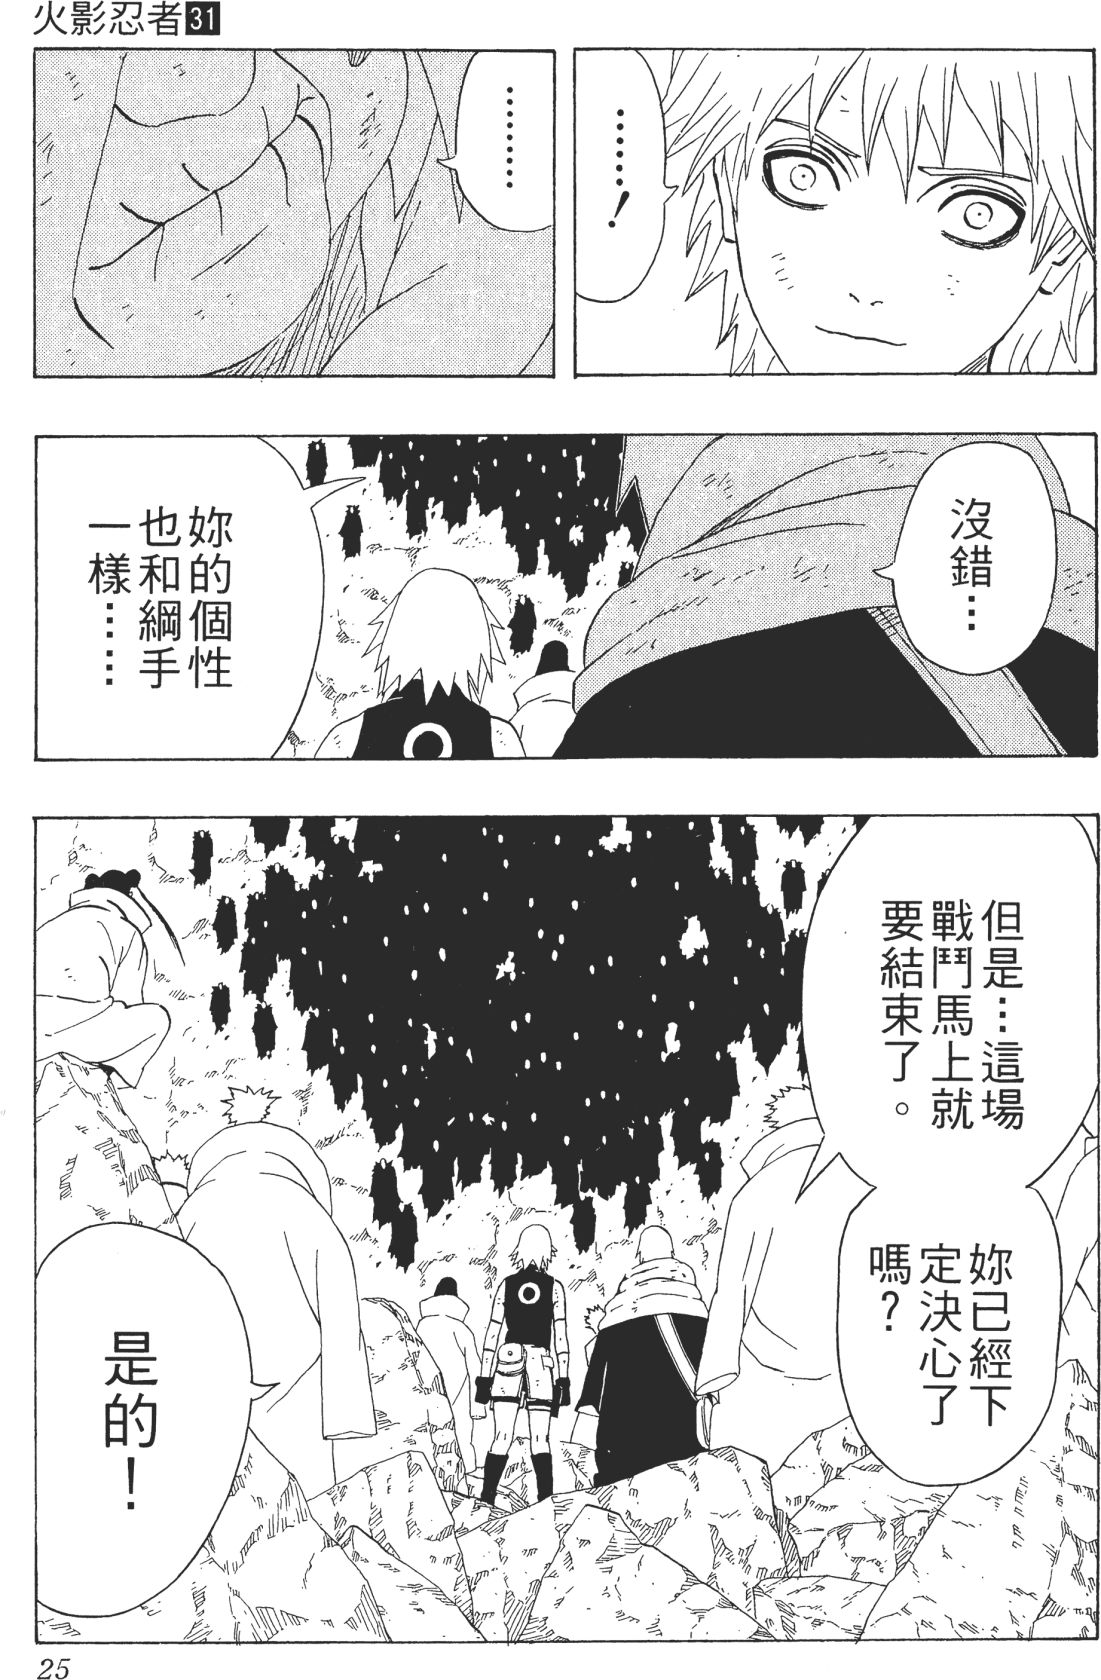 火影忍者31
………！
………
沒錯…
妳的個性
也和綱手
一樣……
但是…這場
戰鬥馬上就
要結束了。
妳已經下
定決心了
嗎？
是的！
25